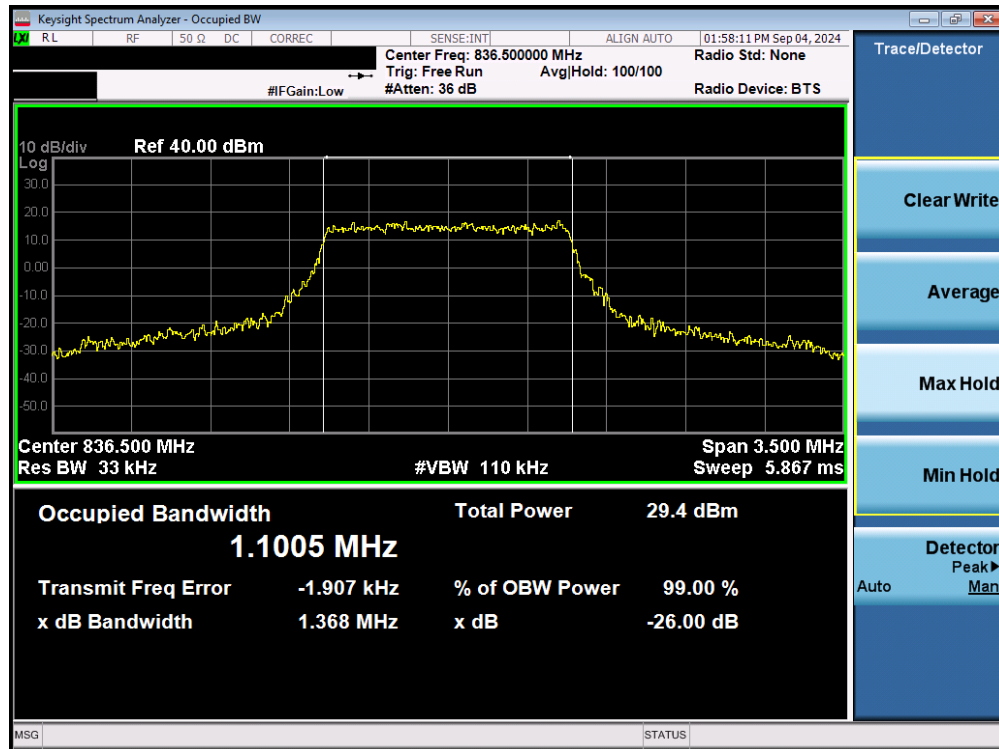 Keysight Spectrum Analyzer - Occupied BW
LXI RL RF 50 Ω DC CORREC SENSE:INT ALIGN AUTO 01:58:11 PM Sep 04, 2024
Center Freq: 836.500000 MHz Radio Std: None
Trig: Free Run Avg|Hold: 100/100
#IFGain:Low #Atten: 36 dB Radio Device: BTS
Trace/Detector
10 dB/div Ref 40.00 dBm
Log
30.0
20.0
10.0
0.00
-10.0
-20.0
-30.0
-40.0
-50.0
Center 836.500 MHz Span 3.500 MHz
Res BW 33 kHz #VBW 110 kHz Sweep 5.867 ms
Occupied Bandwidth Total Power 29.4 dBm
1.1005 MHz
Transmit Freq Error -1.907 kHz % of OBW Power 99.00 %
x dB Bandwidth 1.368 MHz x dB -26.00 dB
Clear Write
Average
Max Hold
Min Hold
Detector
Peak▶
Auto Man
MSG STATUS